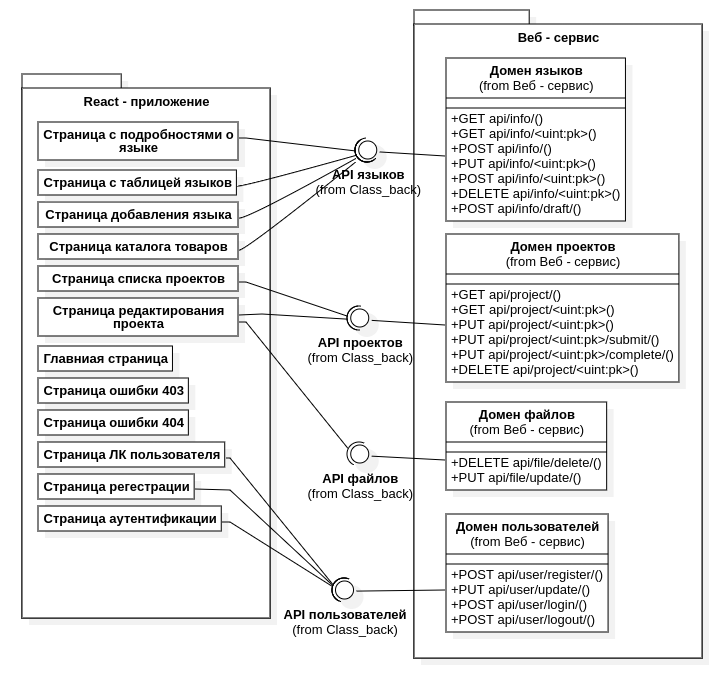 React - приложение
Страница с подробностями о
языке
Страница с таблицей языков
Страница добавления языка
Страница каталога товаров
Страница списка проектов
Страница редактирования
проекта
Главниая страница
Страница ошибки 403
Страница ошибки 404
Страница ЛК пользователя
Страница регестрации
Страница аутентификации
API языков
(from Class_back)
API проектов
(from Class_back)
API файлов
(from Class_back)
API пользователей
(from Class_back)
Веб - сервис
Домен языков
(from Веб - сервис)
+GET api/info/()
+GET api/info/<uint:pk>()
+POST api/info/()
+PUT api/info/<uint:pk>()
+POST api/info/<uint:pk>()
+DELETE api/info/<uint:pk>()
+POST api/info/draft/()
Домен проектов
(from Веб - сервис)
+GET api/project/()
+GET api/project/<uint:pk>()
+PUT api/project/<uint:pk>()
+PUT api/project/<uint:pk>/submit/()
+PUT api/project/<uint:pk>/complete/()
+DELETE api/project/<uint:pk>()
Домен файлов
(from Веб - сервис)
+DELETE api/file/delete/()
+PUT api/file/update/()
Домен пользователей
(from Веб - сервис)
+POST api/user/register/()
+PUT api/user/update/()
+POST api/user/login/()
+POST api/user/logout/()